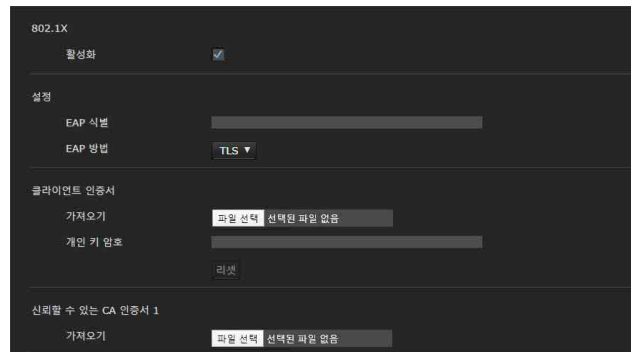 802.1X
활성화
설정
EAP 식별
EAP 방법 TLS ▼
클라이언트 인증서
가져오기 파일 선택 선택된 파일 없음
개인 키 암호
리셋
신뢰할 수 있는 CA 인증서 1
가져오기 파일 선택 선택된 파일 없음